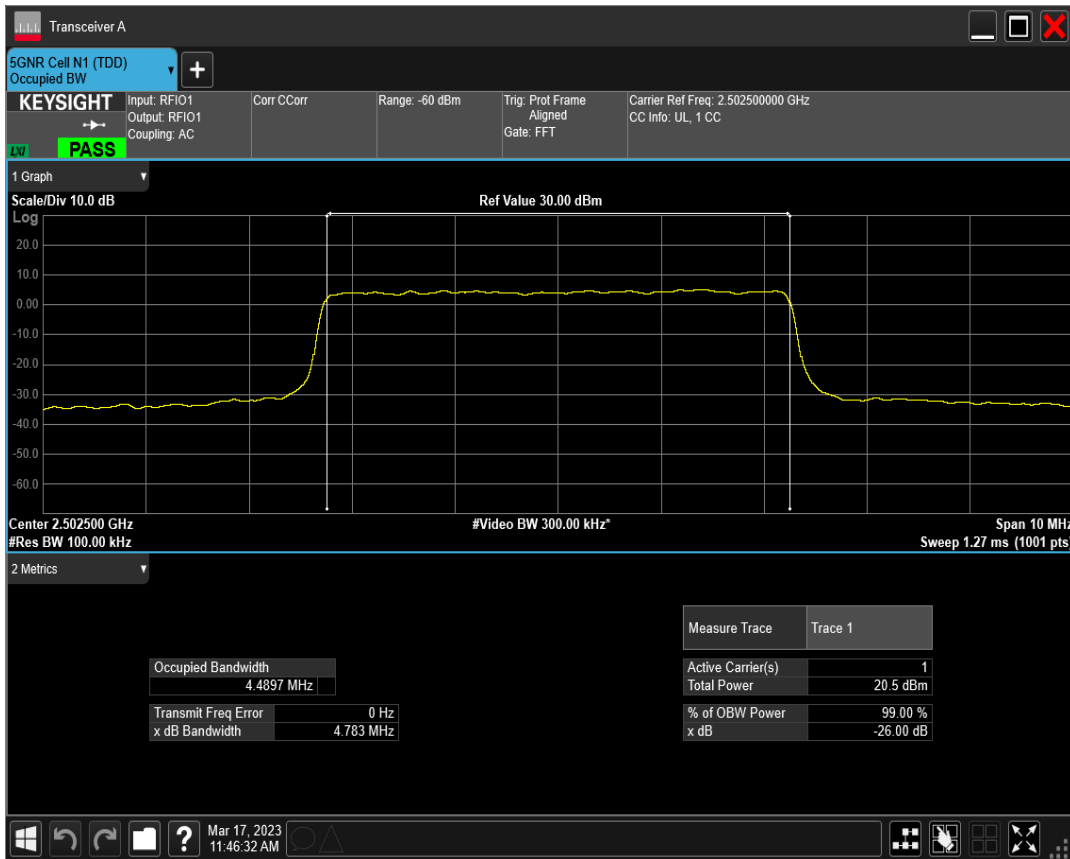 Transceiver A
5GNR Cell N1 (TDD)
Occupied BW
+
KEYSIGHT
LXI
PASS
Input: RFIO1
Output: RFIO1
Coupling: AC
Corr CCorr
Range: -60 dBm
Trig: Prot Frame
Aligned
Gate: FFT
Carrier Ref Freq: 2.502500000 GHz
CC Info: UL, 1 CC
1 Graph
Scale/Div 10.0 dB
Ref Value 30.00 dBm
Log
20.0
10.0
0.00
-10.0
-20.0
-30.0
-40.0
-50.0
-60.0
Center 2.502500 GHz
#Video BW 300.00 kHz*
Span 10 MHz
#Res BW 100.00 kHz
Sweep 1.27 ms (1001 pts)
2 Metrics
Measure Trace Trace 1
Occupied Bandwidth
4.4897 MHz
Active Carrier(s) 1
Total Power 20.5 dBm
Transmit Freq Error 0 Hz
x dB Bandwidth 4.783 MHz
% of OBW Power 99.00 %
x dB -26.00 dB
?
Mar 17, 2023
11:46:32 AM